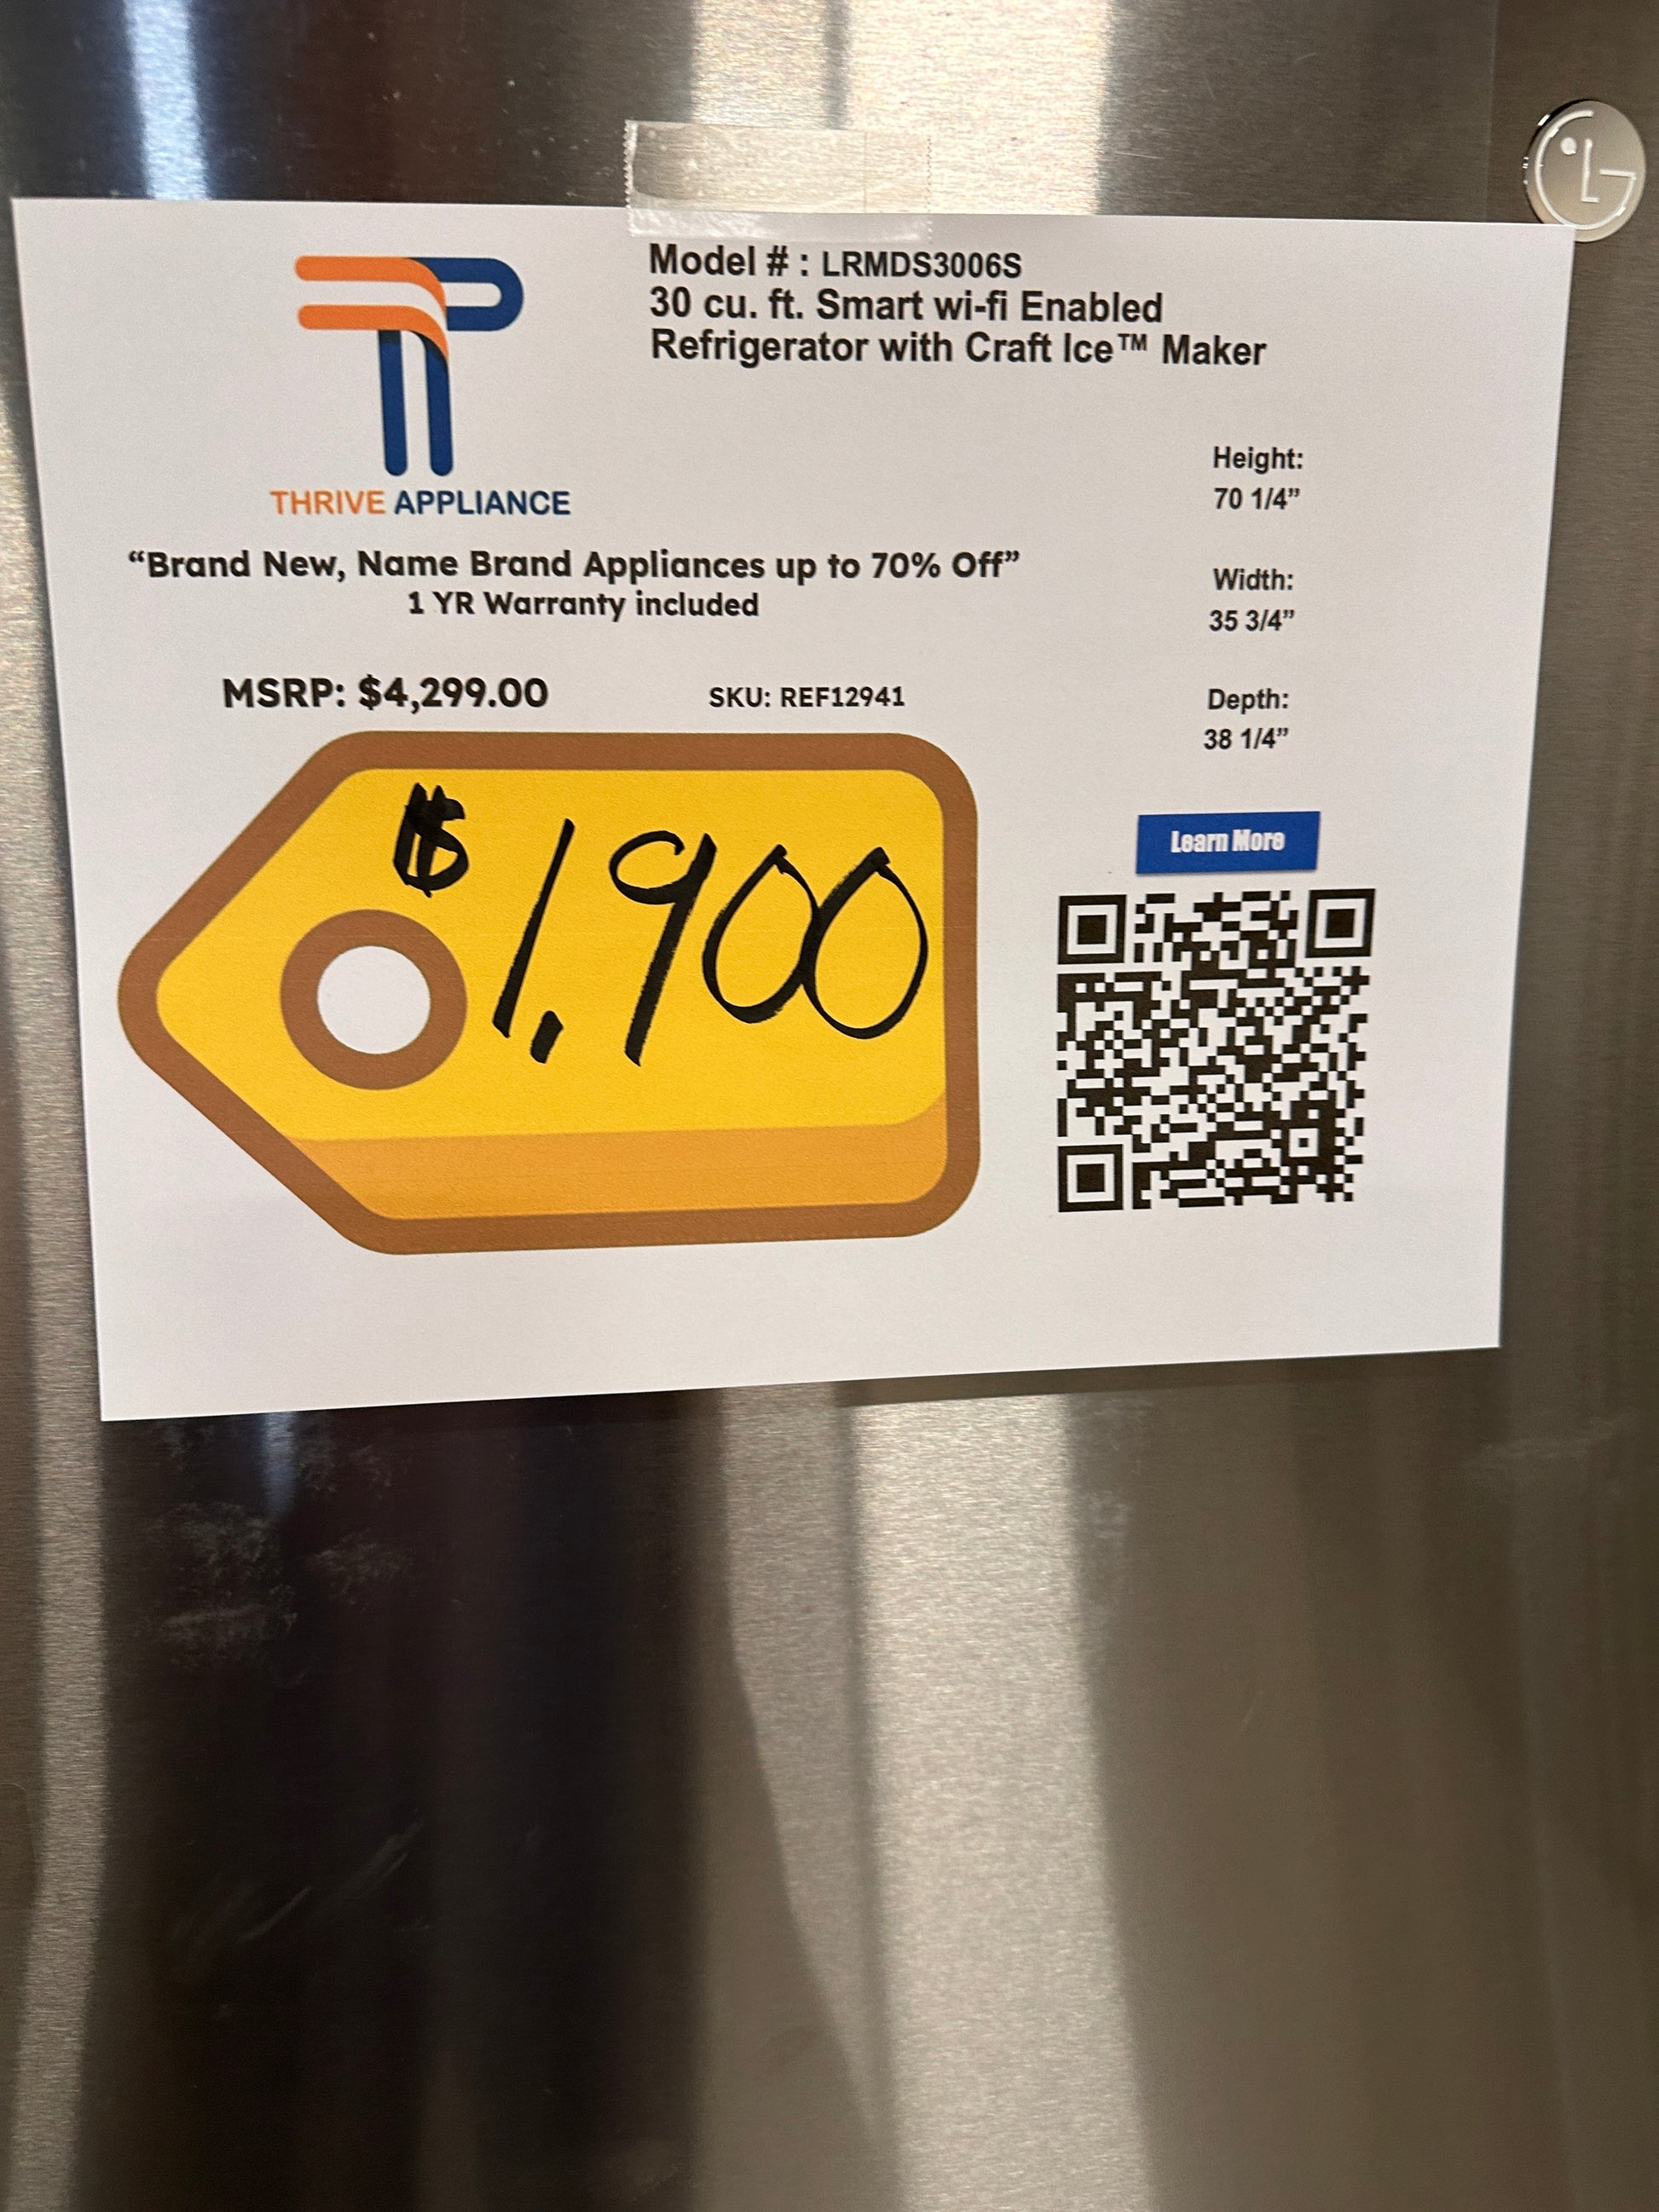 LG
Model # : LRMDS3006S
30 cu. ft. Smart wi-fi Enabled
Refrigerator with Craft Ice™ Maker
THRIVE APPLIANCE
“Brand New, Name Brand Appliances up to 70% Off”
1 YR Warranty included
MSRP: $4,299.00
SKU: REF12941
$1,900
Height:
70 1/4”
Width:
35 3/4”
Depth:
38 1/4”
Learn More